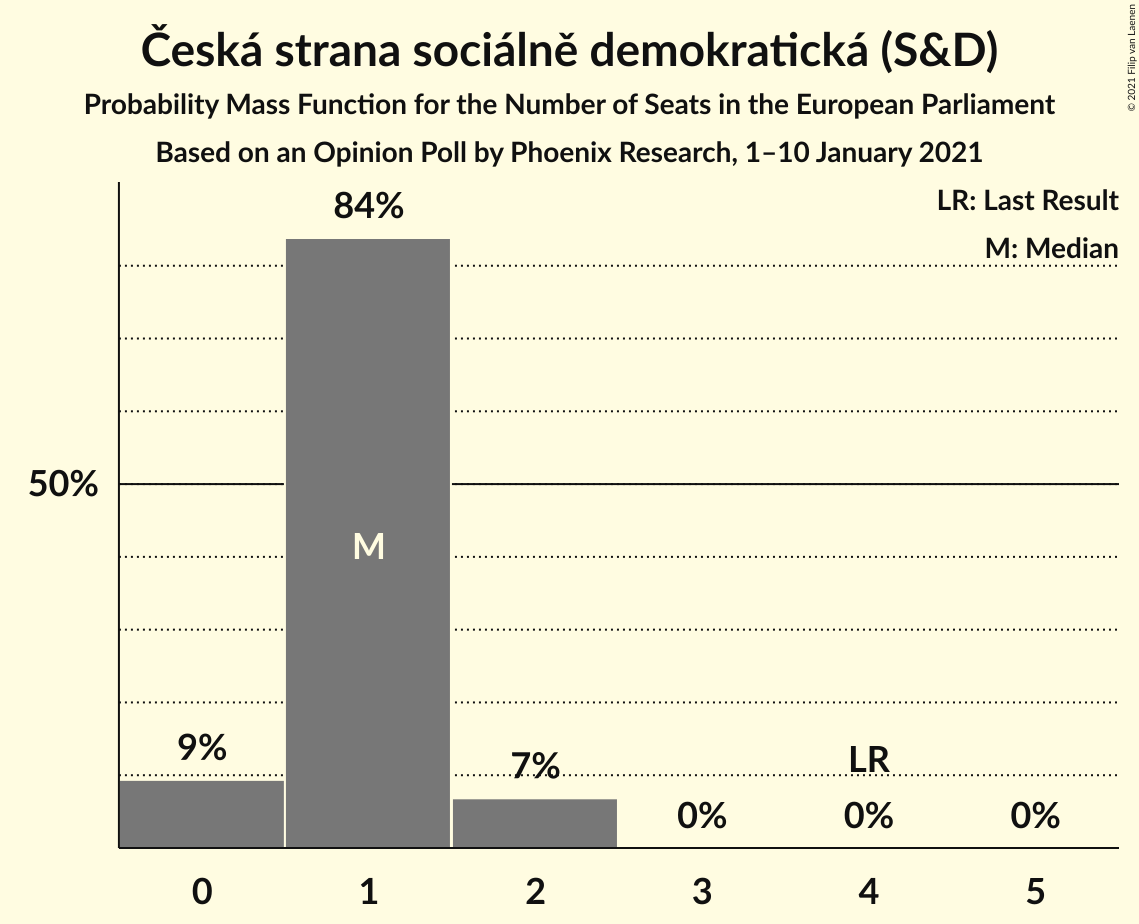 Česká strana sociálně demokratická (S&D)
Probability Mass Function for the Number of Seats in the European Parliament
Based on an Opinion Poll by Phoenix Research, 1–10 January 2021
© 2021 Filip van Laenen
LR: Last Result
M: Median
84%
50%
M
9%
7%
LR
0%
0%
0%
0
1
2
3
4
5